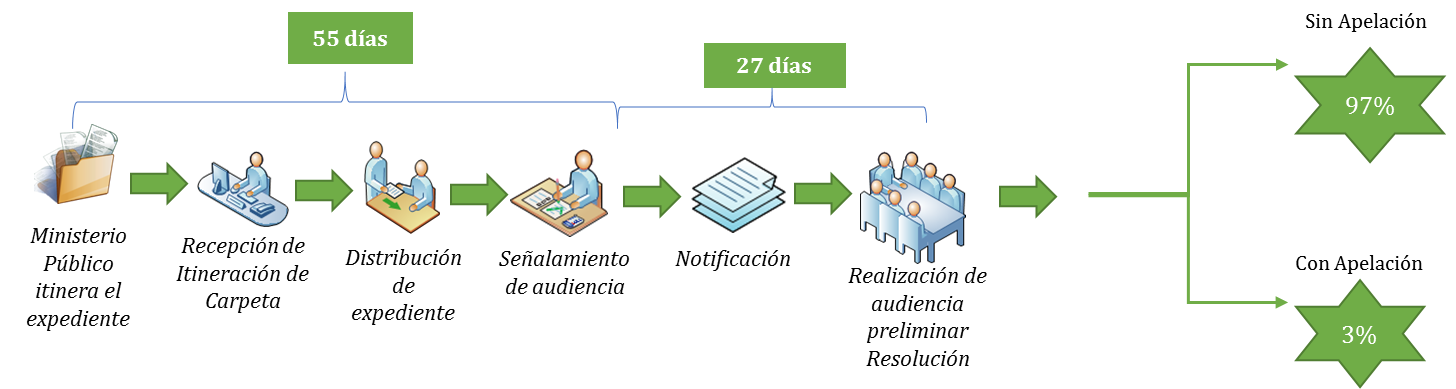 55 días
27 días
Ministerio
Público
itinera el
expediente
Recepción de
Itineración de
Carpeta
Distribución
de
expediente
Señalamiento
de audiencia
Notificación
Realización de
audiencia
preliminar
Resolución
Sin Apelación
97%
Con Apelación
3%